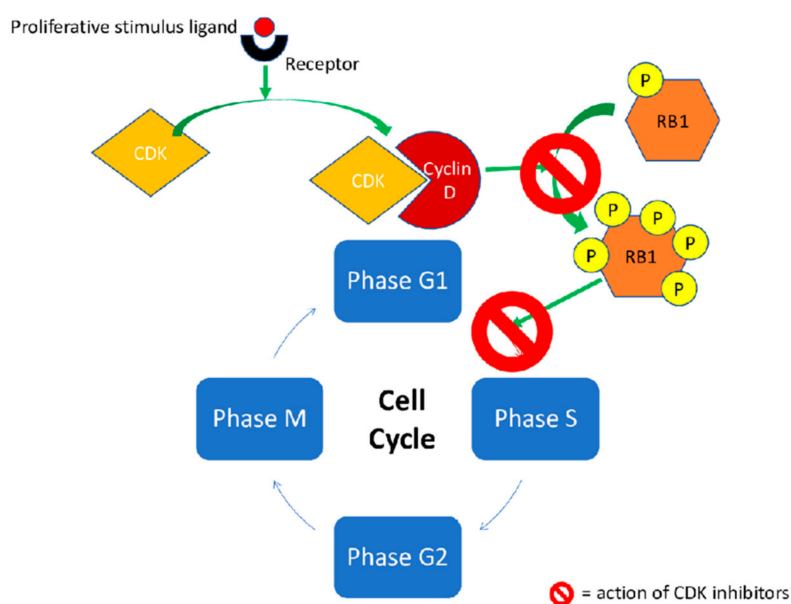 Proliferative stimulus ligand
Receptor
CDK
CDK
Cyclin
D
P
RB1
P
P
P
P
P
RB1
Phase G1
Phase M
Cell
Cycle
Phase S
Phase G2
= action of CDK inhibitors